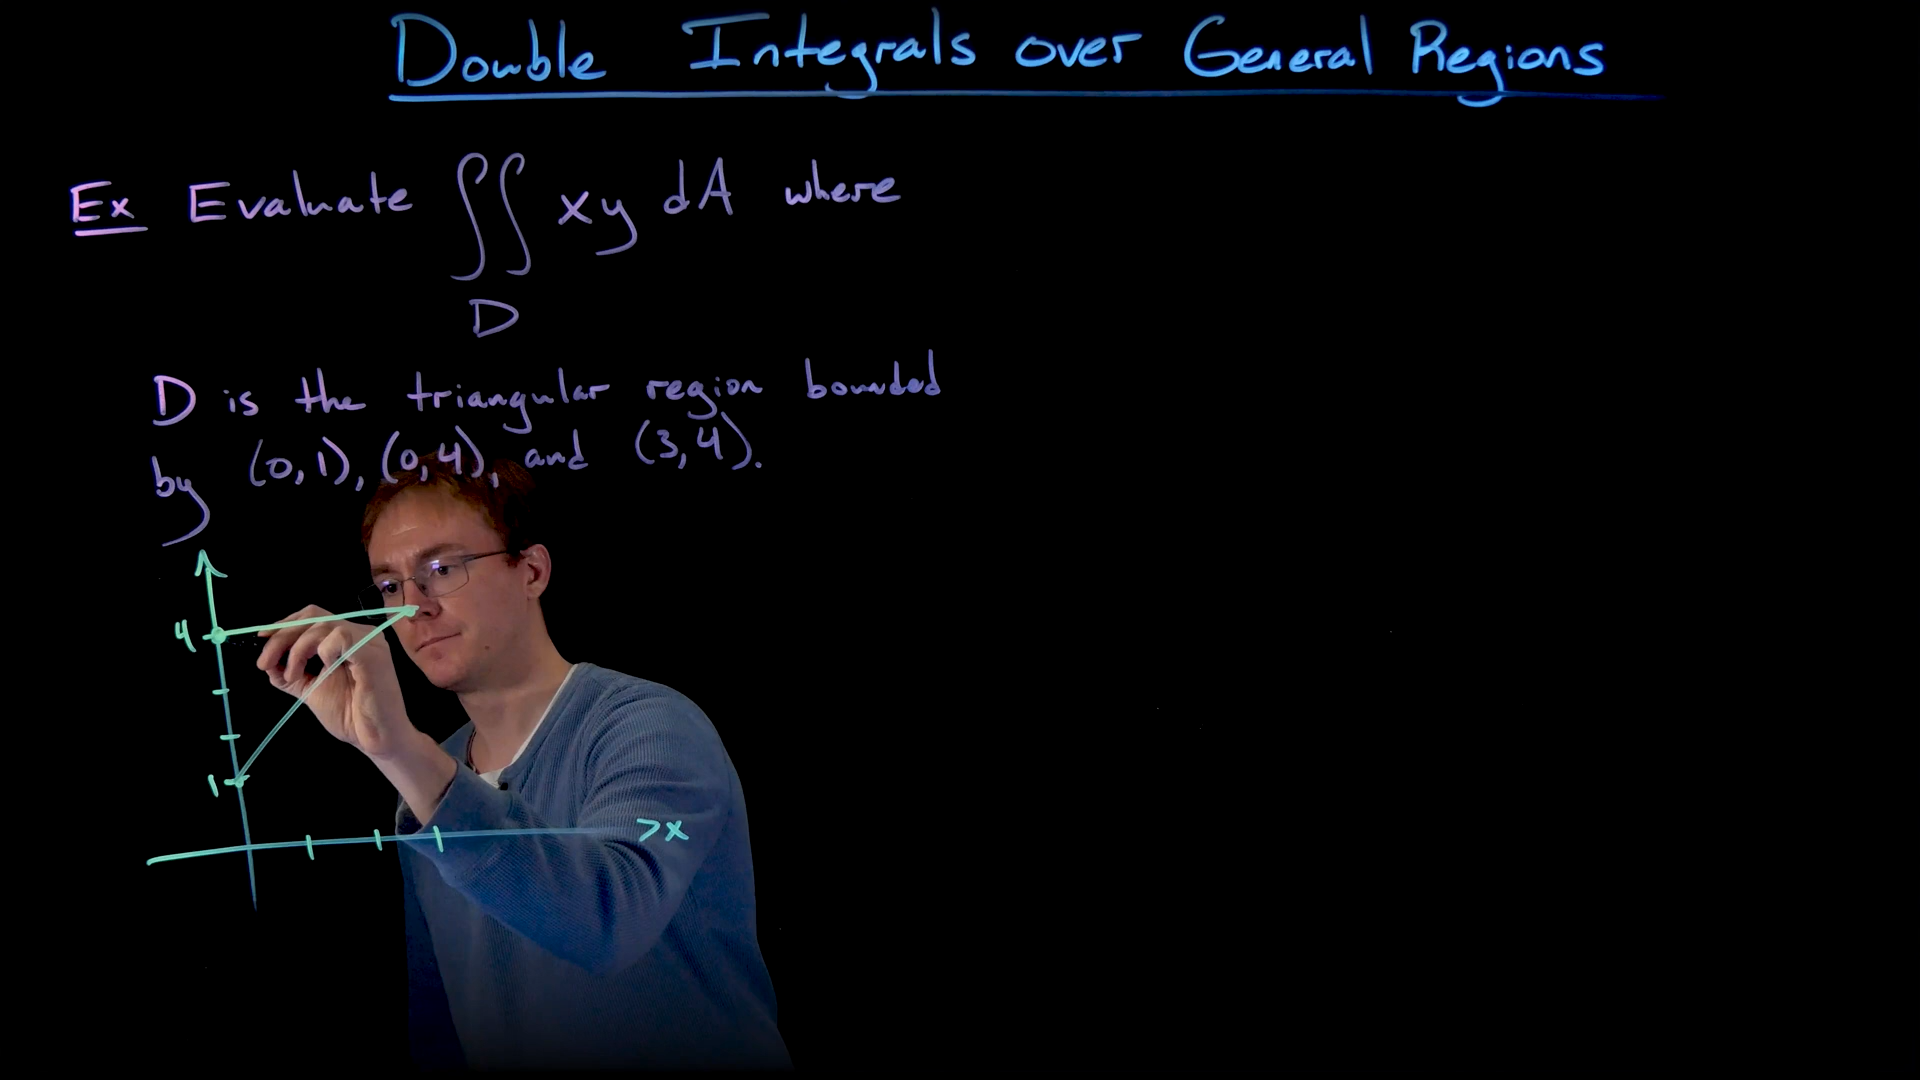 Double Integrals over General Regions
Ex Evaluate ∬ xy dA where
D
D is the triangular region bounded
by (0,1), (0,4), and (3,4).
4
1
x